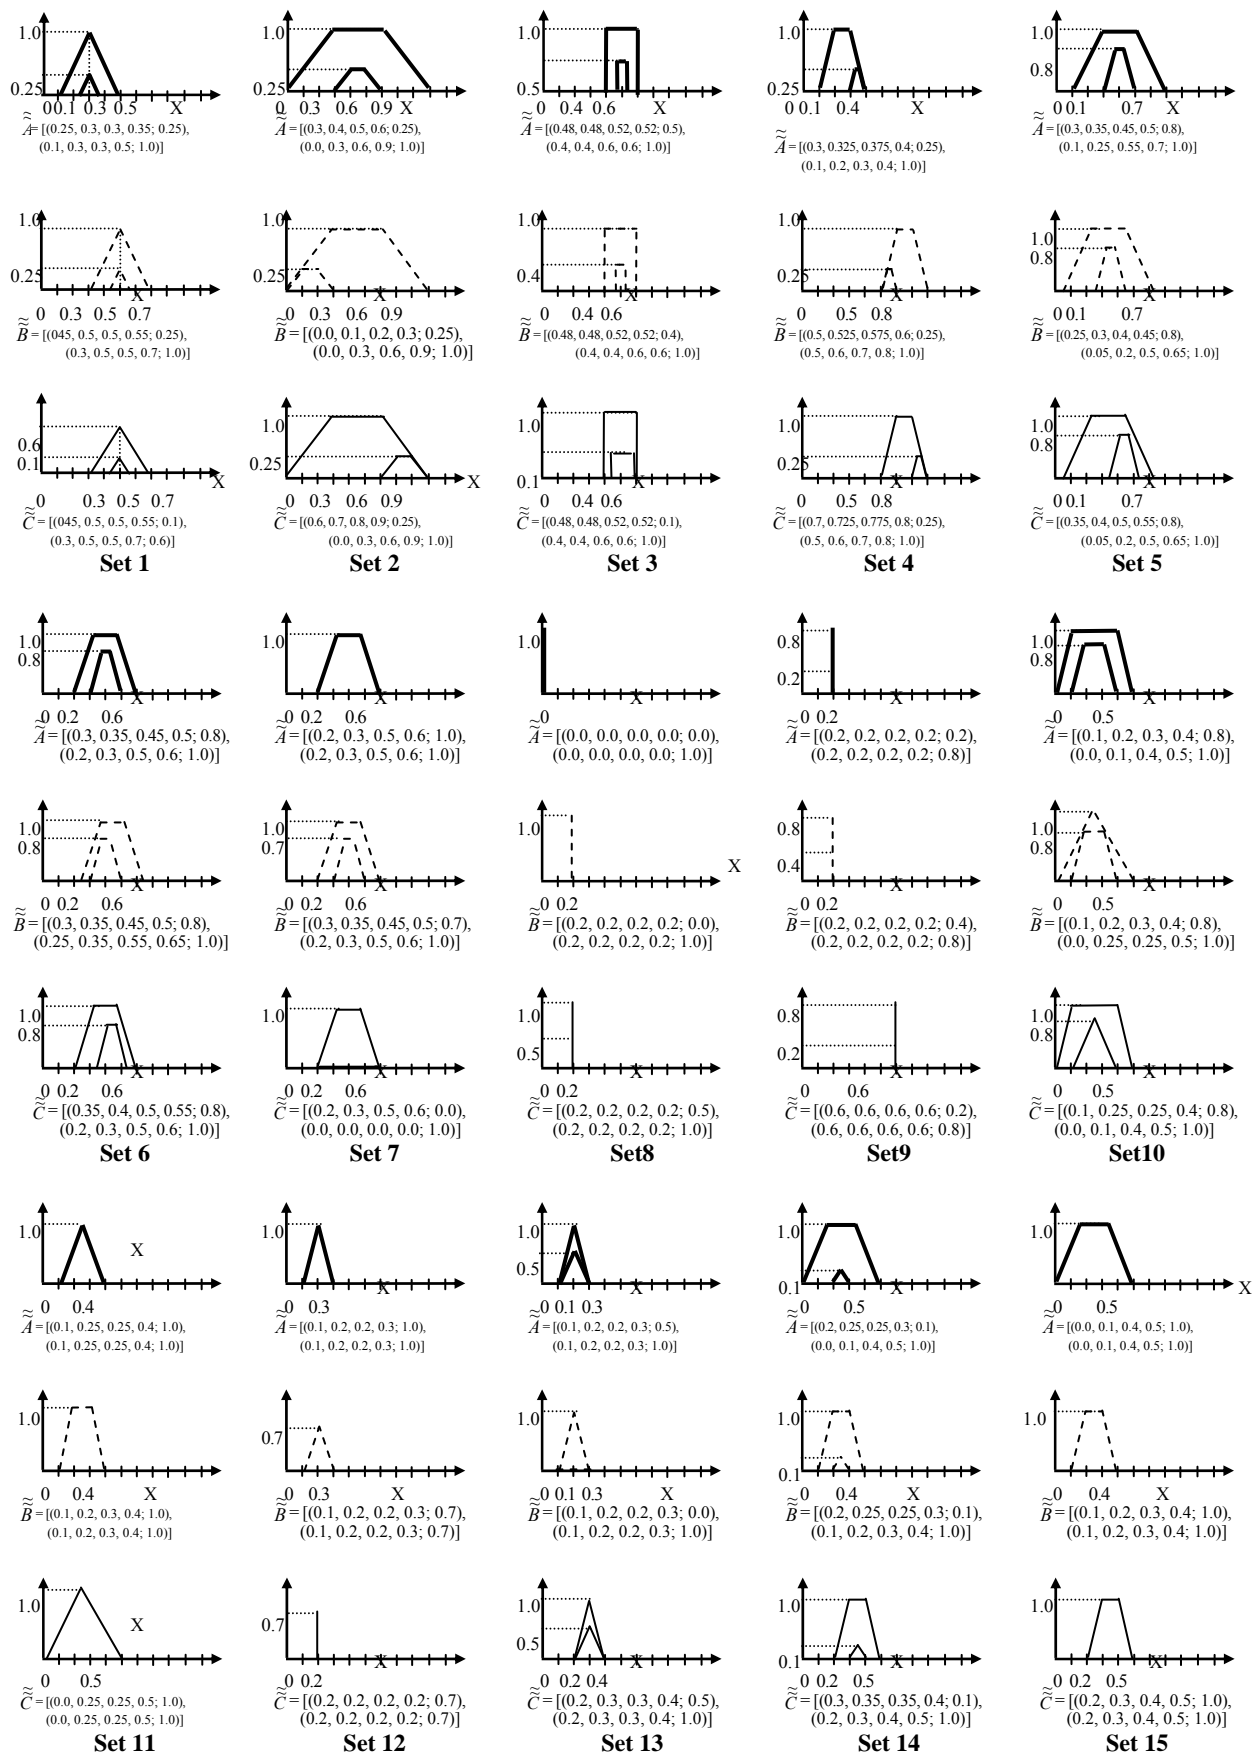 1.0 0.25 0 0.1 0.3 0.5 X
Ã̃=[(0.25, 0.3, 0.3, 0.35; 0.25),
(0.1, 0.3, 0.3, 0.5; 1.0)]
1.0 0.25 0 0.3 0.6 0.9 X
Ã̃=[(0.3, 0.4, 0.5, 0.6; 0.25),
(0.0, 0.3, 0.6, 0.9; 1.0)]
1.0 0.5 0 0.4 0.6 X
Ã̃=[(0.48, 0.48, 0.52, 0.52; 0.5),
(0.4, 0.4, 0.6, 0.6; 1.0)]
1.0 0.25 0 0.1 0.4 X
Ã̃=[(0.3, 0.325, 0.375, 0.4; 0.25),
(0.1, 0.2, 0.3, 0.4; 1.0)]
1.0 0.8 0 0.1 0.7 X
Ã̃=[(0.3, 0.35, 0.45, 0.5; 0.8),
(0.1, 0.25, 0.55, 0.7; 1.0)]
1.0 0.25 X
0 0.3 0.5 0.7
B̃̃=[(045, 0.5, 0.5, 0.55; 0.25),
(0.3, 0.5, 0.5, 0.7; 1.0)]
1.0 0.25 X
0 0.3 0.6 0.9
B̃̃=[(0.0, 0.1, 0.2, 0.3; 0.25),
(0.0, 0.3, 0.6, 0.9; 1.0)]
1.0 0.4 X
0 0.4 0.6
B̃̃=[(0.48, 0.48, 0.52, 0.52; 0.4),
(0.4, 0.4, 0.6, 0.6; 1.0)]
1.0 0.25 X
0 0.5 0.8
B̃̃=[(0.5, 0.525, 0.575, 0.6; 0.25),
(0.5, 0.6, 0.7, 0.8; 1.0)]
1.0 0.8 X
0 0.1 0.7
B̃̃=[(0.25, 0.3, 0.4, 0.45; 0.8),
(0.05, 0.2, 0.5, 0.65; 1.0)]
0.6 0.1 X
0 0.3 0.5 0.7
C̃̃=[(045, 0.5, 0.5, 0.55; 0.1),
(0.3, 0.5, 0.5, 0.7; 0.6)]
Set 1
1.0 0.25 X
0 0.3 0.6 0.9
C̃̃=[(0.6, 0.7, 0.8, 0.9; 0.25),
(0.0, 0.3, 0.6, 0.9; 1.0)]
Set 2
1.0 0.1 X
0 0.4 0.6
C̃̃=[(0.48, 0.48, 0.52, 0.52; 0.1),
(0.4, 0.4, 0.6, 0.6; 1.0)]
Set 3
1.0 0.25 X
0 0.5 0.8
C̃̃=[(0.7, 0.725, 0.775, 0.8; 0.25),
(0.5, 0.6, 0.7, 0.8; 1.0)]
Set 4
1.0 0.8 X
0 0.1 0.7
C̃̃=[(0.35, 0.4, 0.5, 0.55; 0.8),
(0.05, 0.2, 0.5, 0.65; 1.0)]
Set 5
1.0 0.8 X
0 0.2 0.6
Ã̃=[(0.3, 0.35, 0.45, 0.5; 0.8),
(0.2, 0.3, 0.5, 0.6; 1.0)]
1.0 X
0 0.2 0.6
Ã̃=[(0.2, 0.3, 0.5, 0.6; 1.0),
(0.2, 0.3, 0.5, 0.6; 1.0)]
1.0 X
0
Ã̃=[(0.0, 0.0, 0.0, 0.0; 0.0),
(0.0, 0.0, 0.0, 0.0; 1.0)]
0.8 0.2 X
0 0.2
Ã̃=[(0.2, 0.2, 0.2, 0.2; 0.2),
(0.2, 0.2, 0.2, 0.2; 0.8)]
1.0 0.8 X
0 0.5
Ã̃=[(0.1, 0.2, 0.3, 0.4; 0.8),
(0.0, 0.1, 0.4, 0.5; 1.0)]
1.0 0.8 X
0 0.2 0.6
B̃̃=[(0.3, 0.35, 0.45, 0.5; 0.8),
(0.25, 0.35, 0.55, 0.65; 1.0)]
1.0 0.7 X
0 0.2 0.6
B̃̃=[(0.3, 0.35, 0.45, 0.5; 0.7),
(0.2, 0.3, 0.5, 0.6; 1.0)]
1.0 X
0 0.2
B̃̃=[(0.2, 0.2, 0.2, 0.2; 0.0),
(0.2, 0.2, 0.2, 0.2; 1.0)]
0.8 0.4 X
0 0.2
B̃̃=[(0.2, 0.2, 0.2, 0.2; 0.4),
(0.2, 0.2, 0.2, 0.2; 0.8)]
1.0 0.8 X
0 0.5
B̃̃=[(0.1, 0.2, 0.3, 0.4; 0.8),
(0.0, 0.25, 0.25, 0.5; 1.0)]
1.0 0.8 X
0 0.2 0.6
C̃̃=[(0.35, 0.4, 0.5, 0.55; 0.8),
(0.2, 0.3, 0.5, 0.6; 1.0)]
Set 6
1.0 X
0 0.2 0.6
C̃̃=[(0.2, 0.3, 0.5, 0.6; 0.0),
(0.0, 0.0, 0.0, 0.0; 1.0)]
Set 7
1.0 0.5 X
0 0.2
C̃̃=[(0.2, 0.2, 0.2, 0.2; 0.5),
(0.2, 0.2, 0.2, 0.2; 1.0)]
Set8
0.8 0.2 X
0 0.6
C̃̃=[(0.6, 0.6, 0.6, 0.6; 0.2),
(0.6, 0.6, 0.6, 0.6; 0.8)]
Set9
1.0 0.8 X
0 0.5
C̃̃=[(0.1, 0.25, 0.25, 0.4; 0.8),
(0.0, 0.1, 0.4, 0.5; 1.0)]
Set10
1.0 X
0 0.4
Ã̃=[(0.1, 0.25, 0.25, 0.4; 1.0),
(0.1, 0.25, 0.25, 0.4; 1.0)]
1.0 X
0 0.3
Ã̃=[(0.1, 0.2, 0.2, 0.3; 1.0),
(0.1, 0.2, 0.2, 0.3; 1.0)]
1.0 0.5 X
0 0.1 0.3
Ã̃=[(0.1, 0.2, 0.2, 0.3; 0.5),
(0.1, 0.2, 0.2, 0.3; 1.0)]
1.0 0.1 X
0 0.5
Ã̃=[(0.2, 0.25, 0.25, 0.3; 0.1),
(0.0, 0.1, 0.4, 0.5; 1.0)]
1.0 X
0 0.5
Ã̃=[(0.0, 0.1, 0.4, 0.5; 1.0),
(0.0, 0.1, 0.4, 0.5; 1.0)]
1.0
0 0.4 X
B̃̃=[(0.1, 0.2, 0.3, 0.4; 1.0),
(0.1, 0.2, 0.3, 0.4; 1.0)]
0.7
0 0.3 X
B̃̃=[(0.1, 0.2, 0.2, 0.3; 0.7),
(0.1, 0.2, 0.2, 0.3; 0.7)]
1.0 0.5
0 0.1 0.3 X
B̃̃=[(0.1, 0.2, 0.2, 0.3; 0.0),
(0.1, 0.2, 0.2, 0.3; 1.0)]
1.0 0.1
0 0.4 X
B̃̃=[(0.2, 0.25, 0.25, 0.3; 0.1),
(0.1, 0.2, 0.3, 0.4; 1.0)]
1.0
0 0.4 X
B̃̃=[(0.1, 0.2, 0.3, 0.4; 1.0),
(0.1, 0.2, 0.3, 0.4; 1.0)]
1.0 X
0 0.5
C̃̃=[(0.0, 0.25, 0.25, 0.5; 1.0),
(0.0, 0.25, 0.25, 0.5; 1.0)]
Set 11
0.7 X
0 0.2
C̃̃=[(0.2, 0.2, 0.2, 0.2; 0.7),
(0.2, 0.2, 0.2, 0.2; 0.7)]
Set 12
1.0 0.5 X
0 0.2 0.4
C̃̃=[(0.2, 0.3, 0.3, 0.4; 0.5),
(0.2, 0.3, 0.3, 0.4; 1.0)]
Set 13
1.0 0.1 X
0 0.2 0.5
C̃̃=[(0.3, 0.35, 0.35, 0.4; 0.1),
(0.2, 0.3, 0.4, 0.5; 1.0)]
Set 14
1.0 X
0 0.2 0.5
C̃̃=[(0.2, 0.3, 0.4, 0.5; 1.0),
(0.2, 0.3, 0.4, 0.5; 1.0)]
Set 15